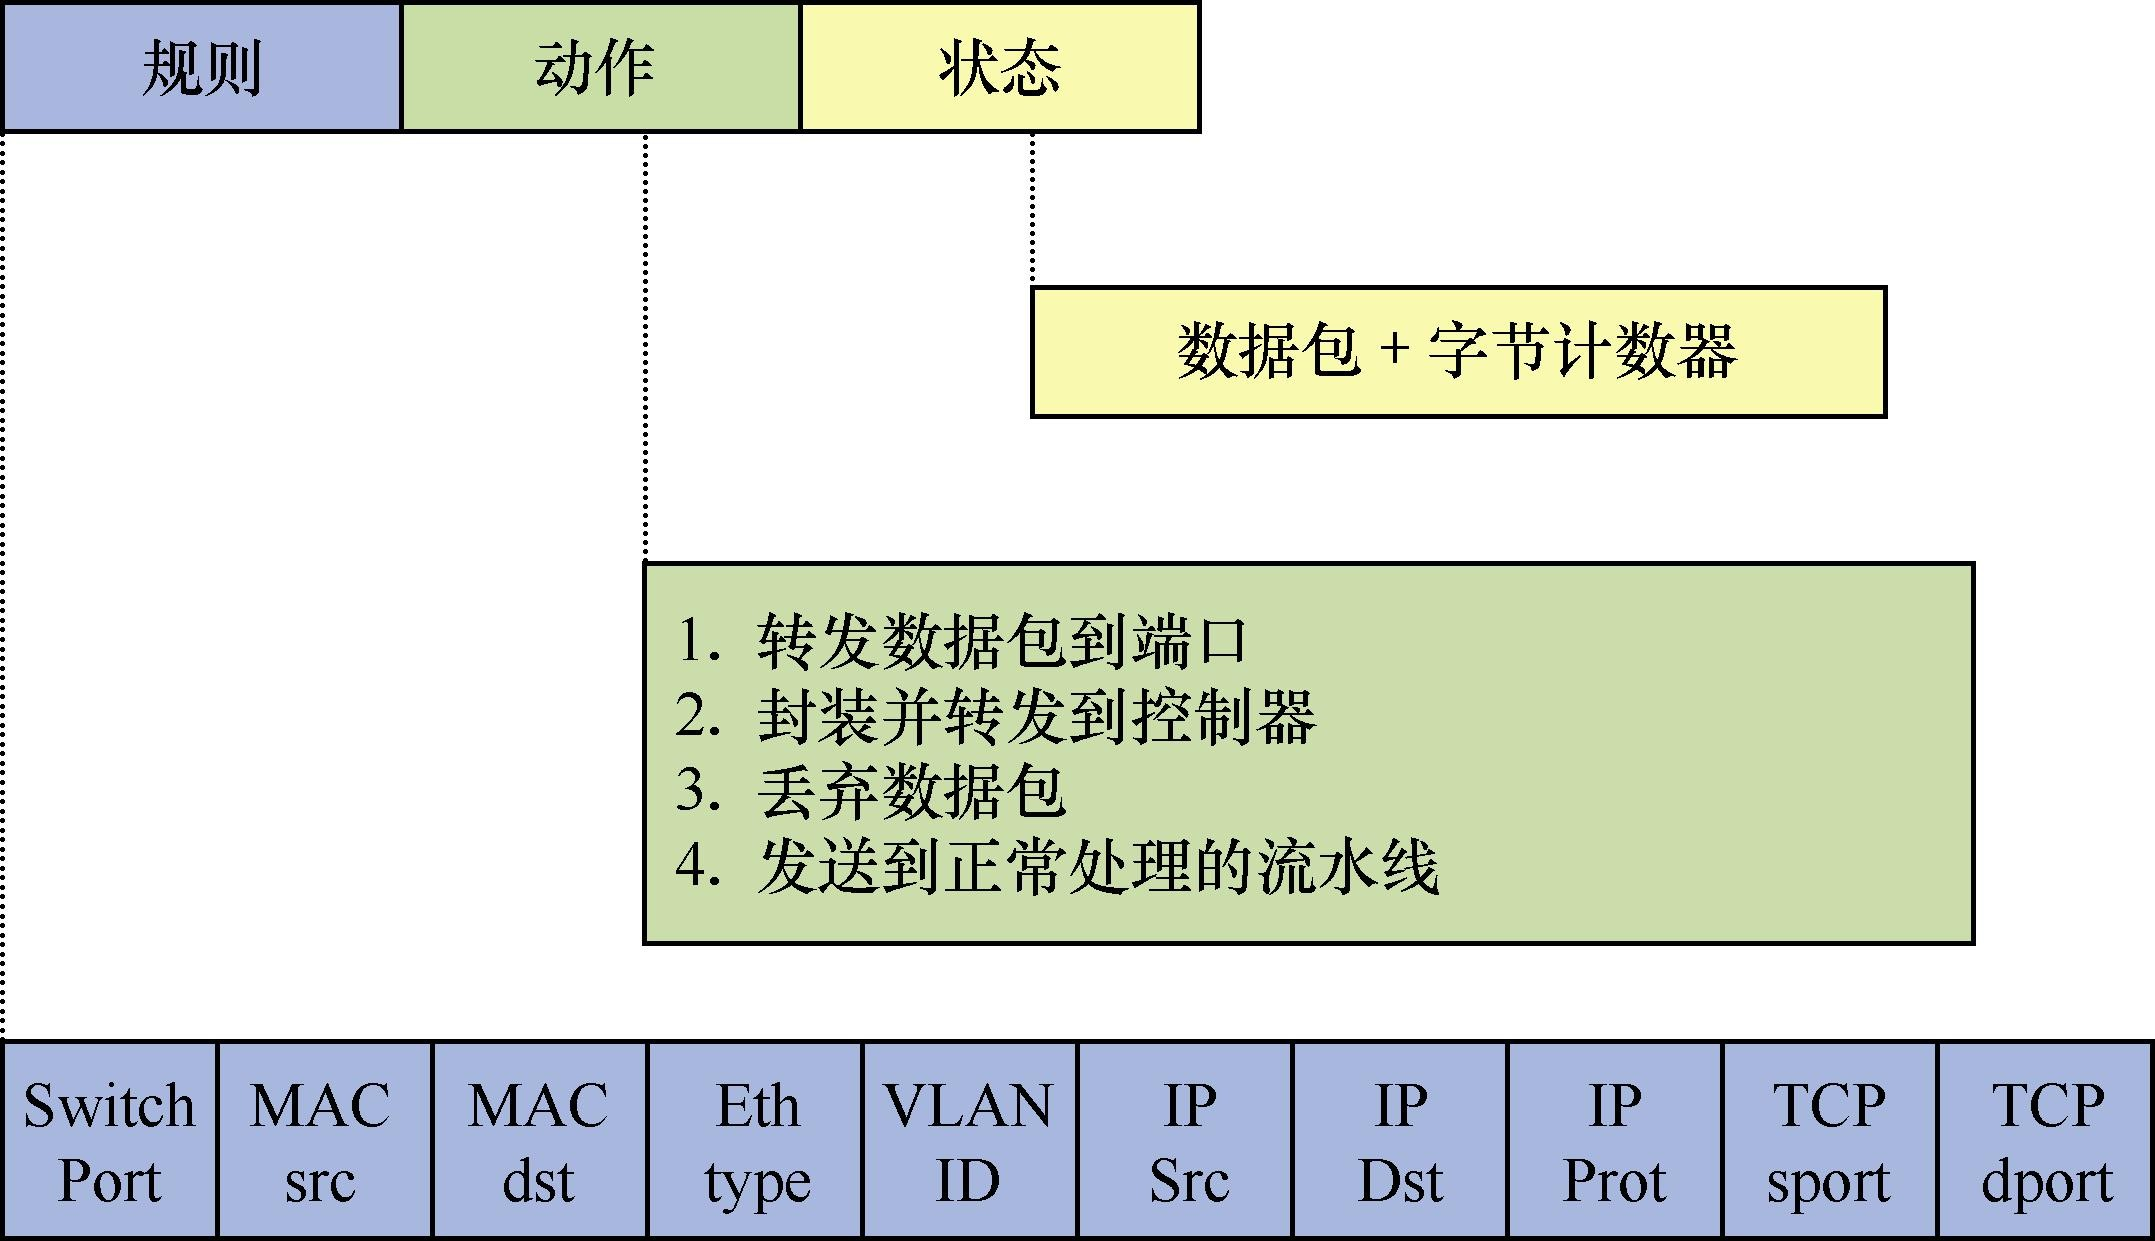 规则 动作 状态
数据包 + 字节计数器
1. 转发数据包到端口
2. 封装并转发到控制器
3. 丢弃数据包
4. 发送到正常处理的流水线
Switch MAC MAC Eth VLAN IP IP IP TCP TCP
Port src dst type ID Src Dst Prot sport dport